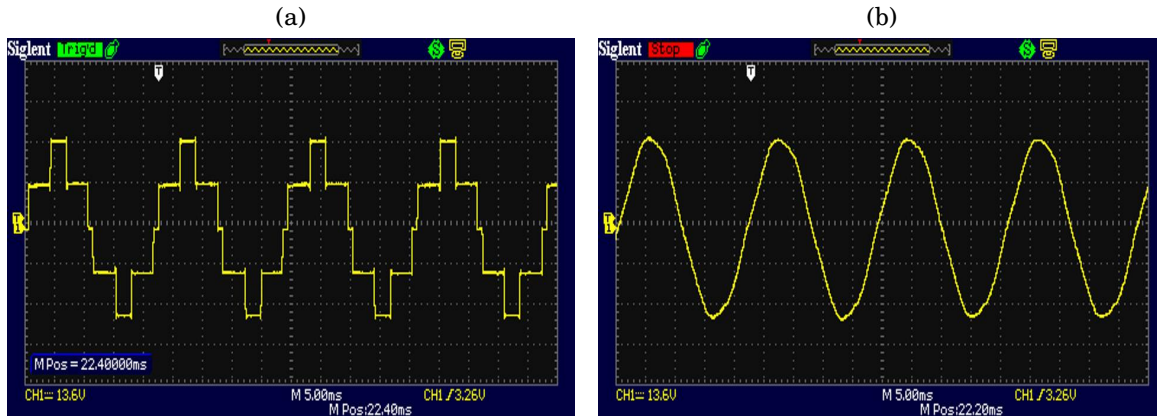 (a)
(b)
Siglent Trig'd
T
M Pos = 22.40000ms
CH1 13.6V M 5.00ms CH1 3.26V
M Pos:22.40ms
Siglent Stop
T
CH1 13.6V M 5.00ms CH1 3.26V
M Pos:22.20ms